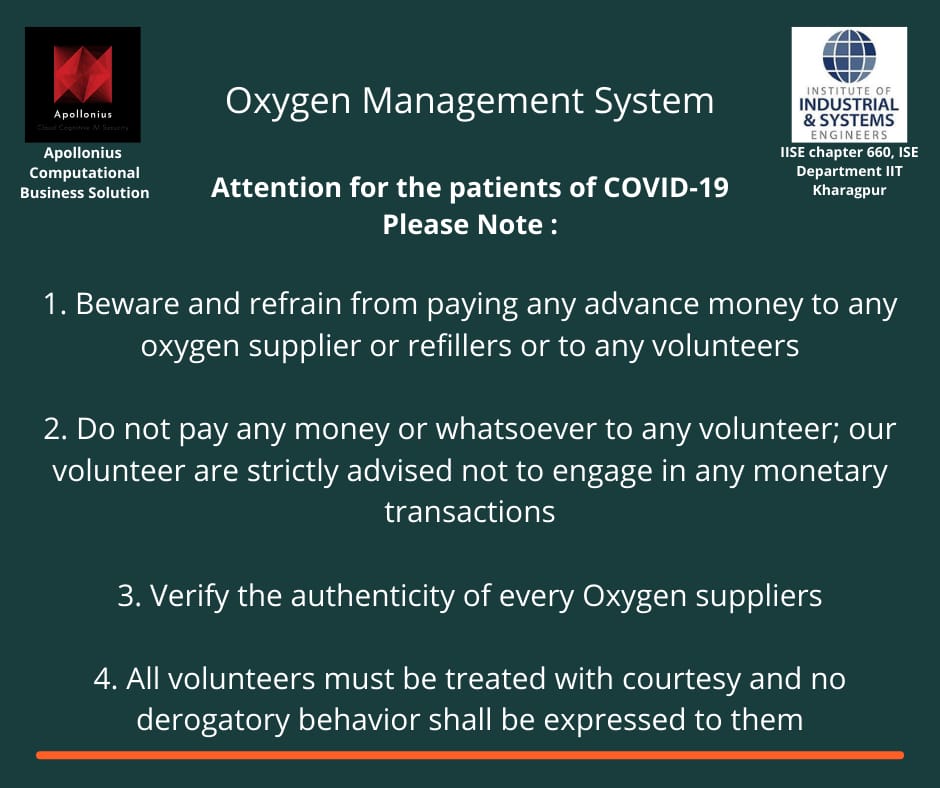 Apollonius
Cloud Cognitive AI Security
Apollonius
Computational
Business Solution
Oxygen Management System
INSTITUTE OF
INDUSTRIAL
& SYSTEMS
ENGINEERS
IISE chapter 660, ISE
Department IIT
Kharagpur
Attention for the patients of COVID-19
Please Note :
1. Beware and refrain from paying any advance money to any
oxygen supplier or refillers or to any volunteers
2. Do not pay any money or whatsoever to any volunteer; our
volunteer are strictly advised not to engage in any monetary
transactions
3. Verify the authenticity of every Oxygen suppliers
4. All volunteers must be treated with courtesy and no
derogatory behavior shall be expressed to them